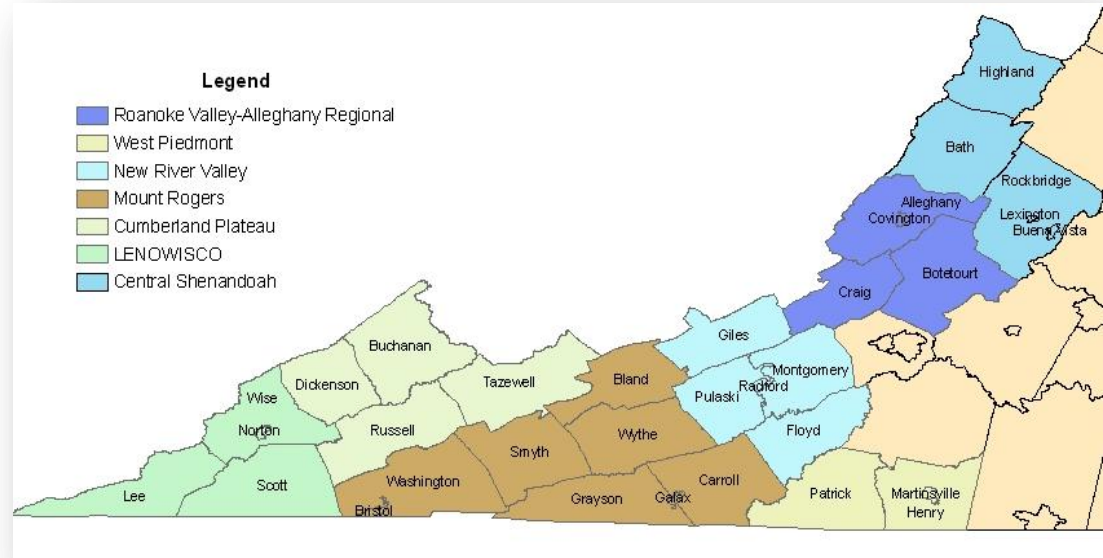 Legend
Roanoke Valley-Alleghany Regional
West Piedmont
New River Valley
Mount Rogers
Cumberland Plateau
LENOWISCO
Central Shenandoah
Highland
Bath
Rockbridge
Alleghany
Covington
Lexington
Buena Vista
Botetourt
Craig
Giles
Buchanan
Montgomery
Dickenson
Tazewell
Bland
Radford
Pulaski
Wise
Norton
Russell
Wythe
Floyd
Smyth
Washington
Carroll
Scott
Lee
Patrick
Martinsville
Henry
Grayson
Galax
Bristol